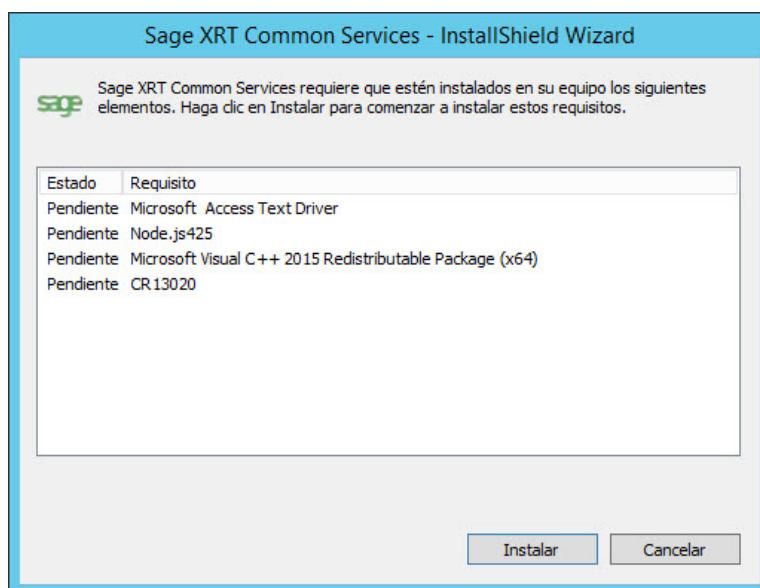 Sage XRT Common Services - InstallShield Wizard
sage
Sage XRT Common Services requiere que estén instalados en su equipo los siguientes
elementos. Haga clic en Instalar para comenzar a instalar estos requisitos.
Estado Requisito
Pendiente Microsoft Access Text Driver
Pendiente Node.js425
Pendiente Microsoft Visual C++ 2015 Redistributable Package (x64)
Pendiente CR13020
Instalar Cancelar